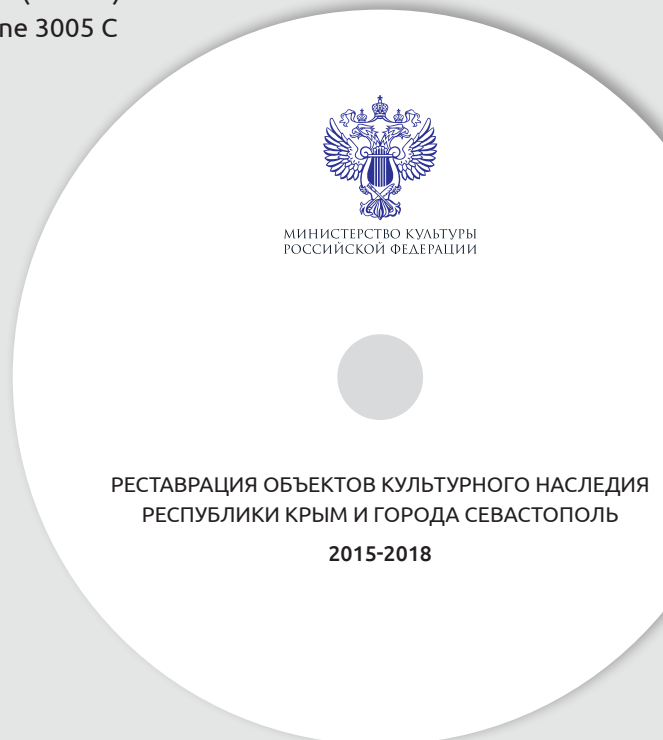 ne 3005 C
МИНИСТЕРСТВО КУЛЬТУРЫ
РОССИЙСКОЙ ФЕДЕРАЦИИ
РЕСТАВРАЦИЯ ОБЪЕКТОВ КУЛЬТУРНОГО НАСЛЕДИЯ
РЕСПУБЛИКИ КРЫМ И ГОРОДА СЕВАСТОПОЛЬ
2015-2018